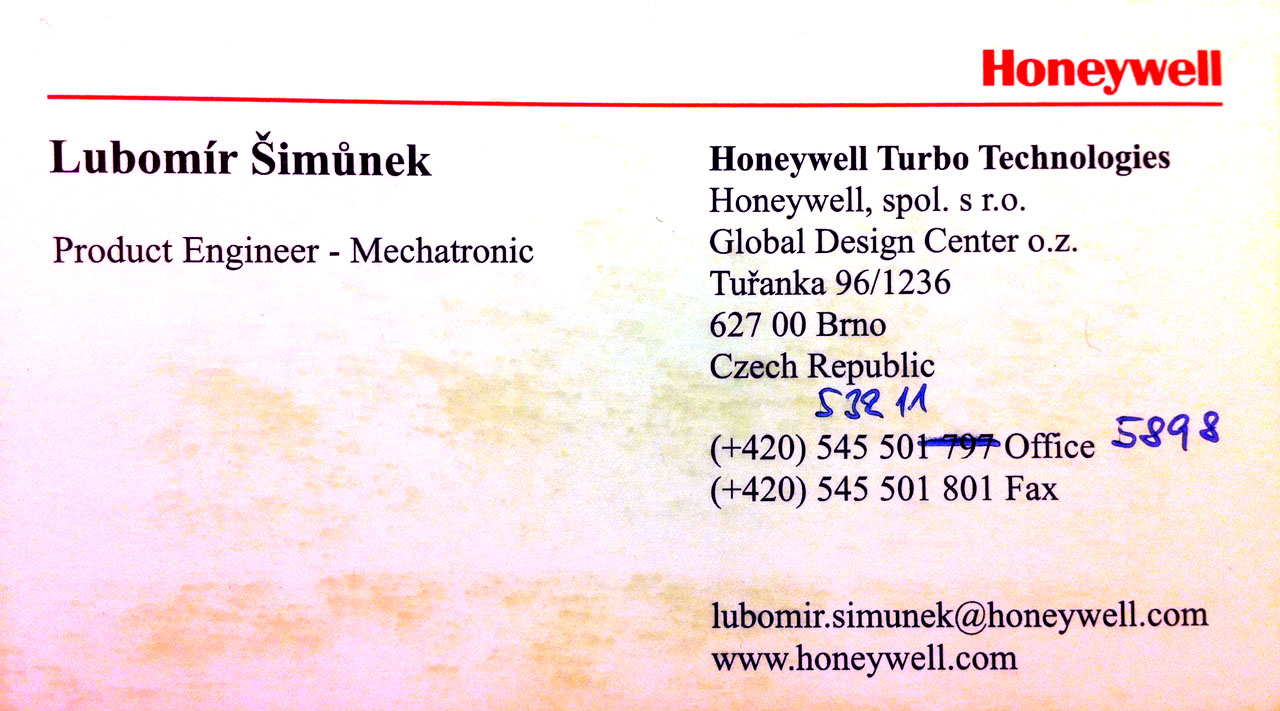 Honeywell
Lubomír Šimůnek
Product Engineer - Mechatronic
Honeywell Turbo Technologies
Honeywell, spol. s r.o.
Global Design Center o.z.
Tuřanka 96/1236
627 00 Brno
Czech Republic
532 11
(+420) 545 501 797 Office 5898
(+420) 545 501 801 Fax
lubomir.simunek@honeywell.com
www.honeywell.com